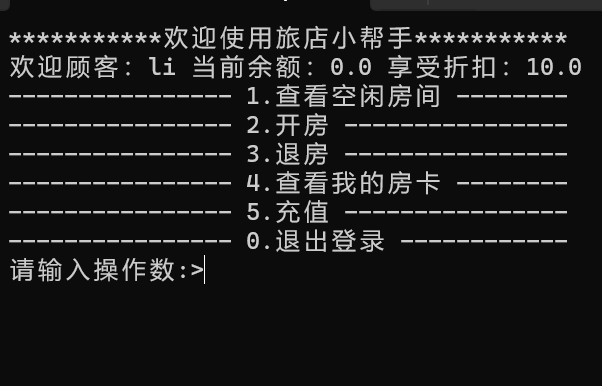 ***********欢迎使用旅店小帮手***********
欢迎顾客：li 当前余额：0.0 享受折扣：10.0
---------------- 1.查看空闲房间 --------
---------------- 2.开房 ----------------
---------------- 3.退房 ----------------
---------------- 4.查看我的房卡 --------
---------------- 5.充值 ----------------
---------------- 0.退出登录 ------------
请输入操作数:>